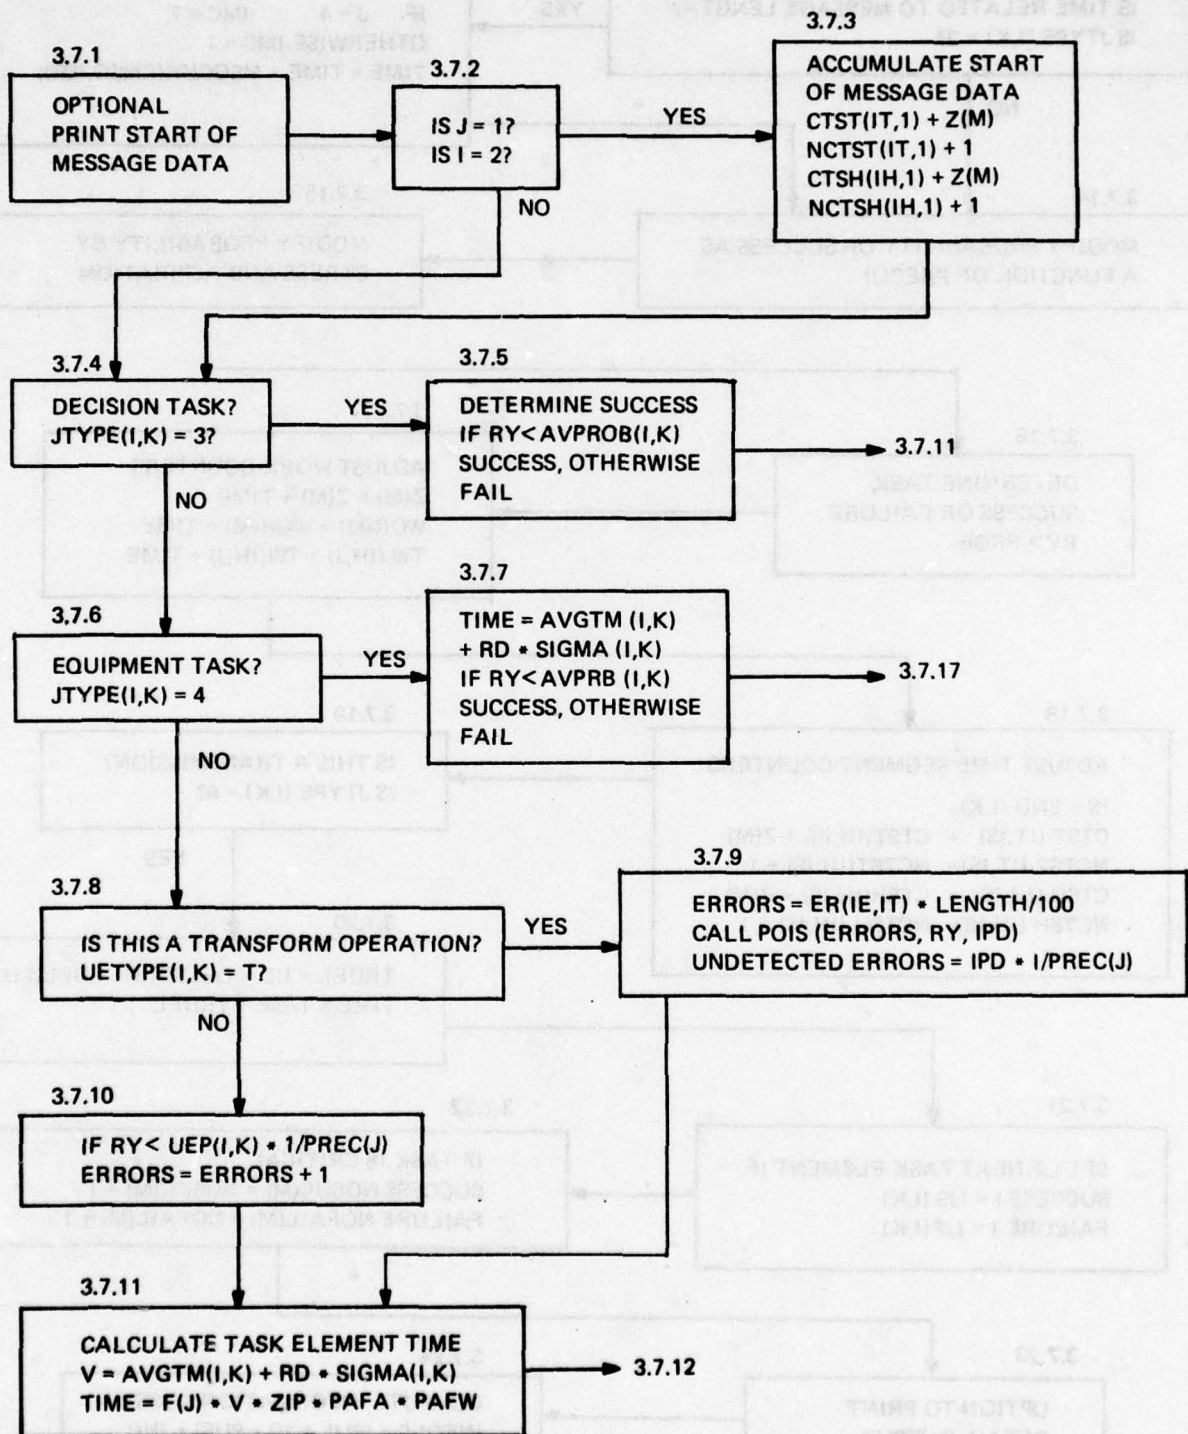 3.7.1
OPTIONAL
PRINT START OF
MESSAGE DATA
3.7.2
IS J = 1?
IS I = 2?
YES
NO
3.7.3
ACCUMULATE START
OF MESSAGE DATA
CTST(IT,1) + Z(M)
NCTST(IT,1) + 1
CTSH(IH,1) + Z(M)
NCTSH(IH,1) + 1
3.7.4
DECISION TASK?
JTYPE(I,K) = 3?
YES
NO
3.7.5
DETERMINE SUCCESS
IF RY< AVPROB(I,K)
SUCCESS, OTHERWISE
FAIL
3.7.11
3.7.6
EQUIPMENT TASK?
JTYPE(I,K) = 4
YES
NO
3.7.7
TIME = AVGTM (I,K)
+ RD * SIGMA (I,K)
IF RY< AVPRB (I,K)
SUCCESS, OTHERWISE
FAIL
3.7.17
3.7.8
IS THIS A TRANSFORM OPERATION?
UETYPE(I,K) = T?
YES
NO
3.7.9
ERRORS = ER(IE,IT) * LENGTH/100
CALL POIS (ERRORS, RY, IPD)
UNDETECTED ERRORS = IPD * I/PREC(J)
3.7.10
IF RY< UEP(I,K) * 1/PREC(J)
ERRORS = ERRORS + 1
3.7.11
CALCULATE TASK ELEMENT TIME
V = AVGTM(I,K) + RD * SIGMA(I,K)
TIME = F(J) * V * ZIP * PAFA * PAFW
3.7.12